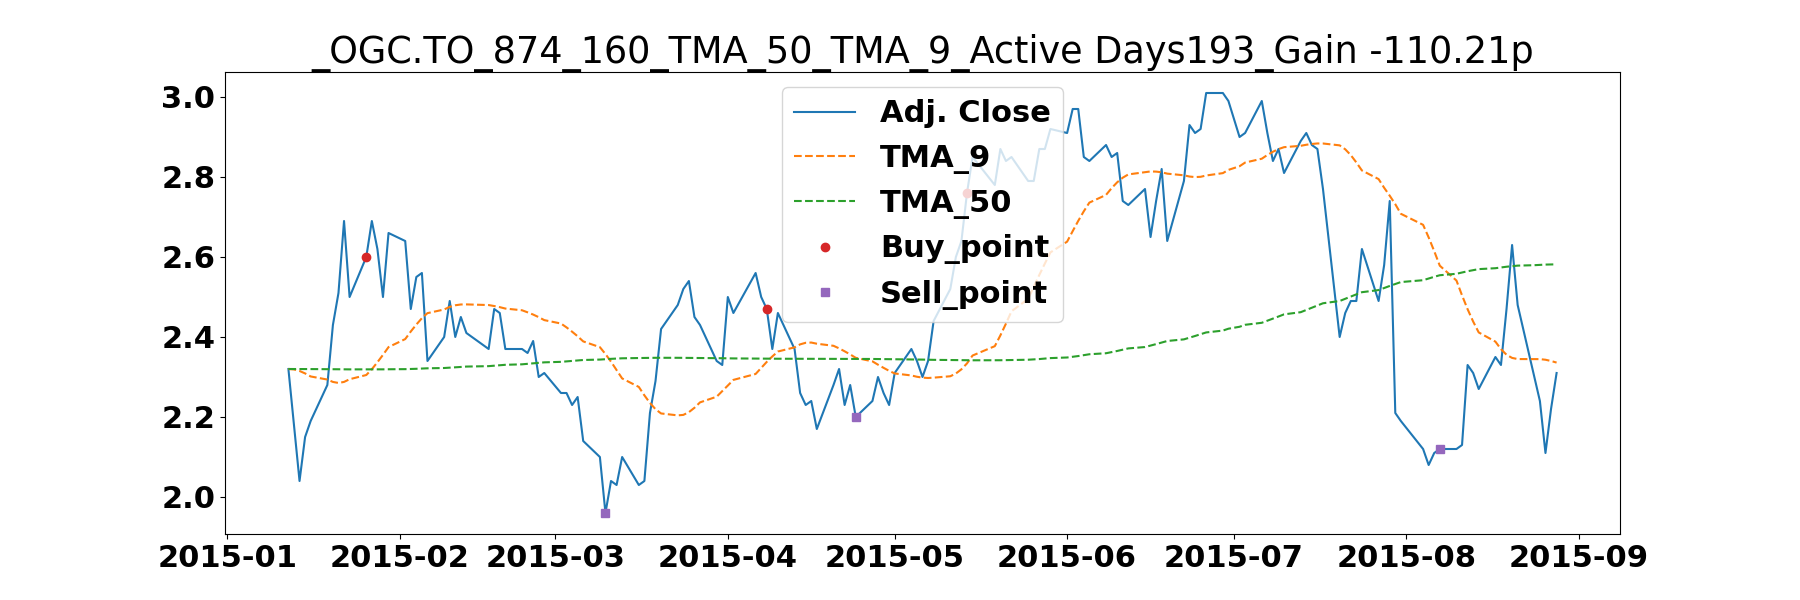 _OGC.TO_874_160_TMA_50_TMA_9_Active Days193_Gain -110.21p
3.0
2.8
2.6
2.4
2.2
2.0
Adj. Close
TMA_9
TMA_50
Buy_point
Sell_point
2015-01 2015-02 2015-03 2015-04 2015-05 2015-06 2015-07 2015-08 2015-09